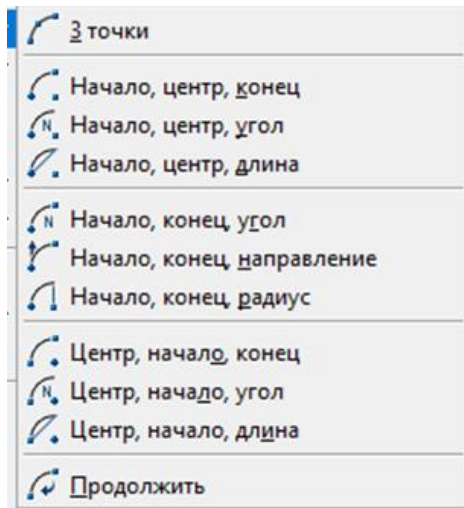 3 точки
Начало, центр, конец
Начало, центр, угол
Начало, центр, длина
Начало, конец, угол
Начало, конец, направление
Начало, конец, радиус
Центр, начало, конец
Центр, начало, угол
Центр, начало, длина
Продолжить